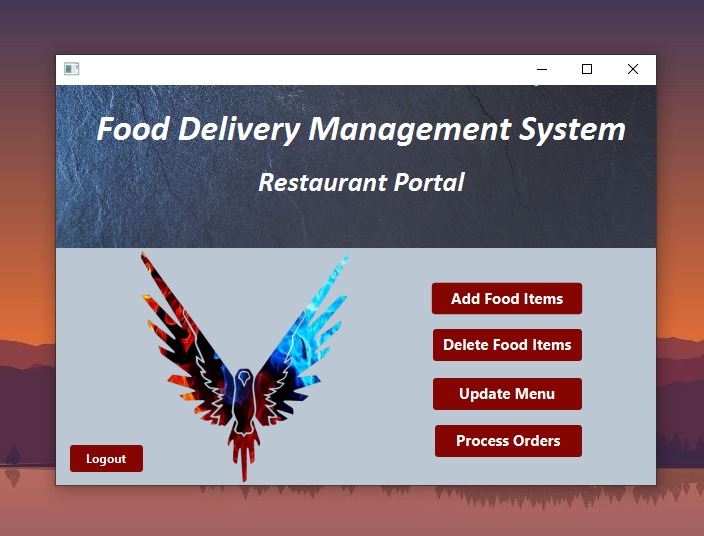 Food Delivery Management System
Restaurant Portal
Add Food Items
Delete Food Items
Update Menu
Process Orders
Logout